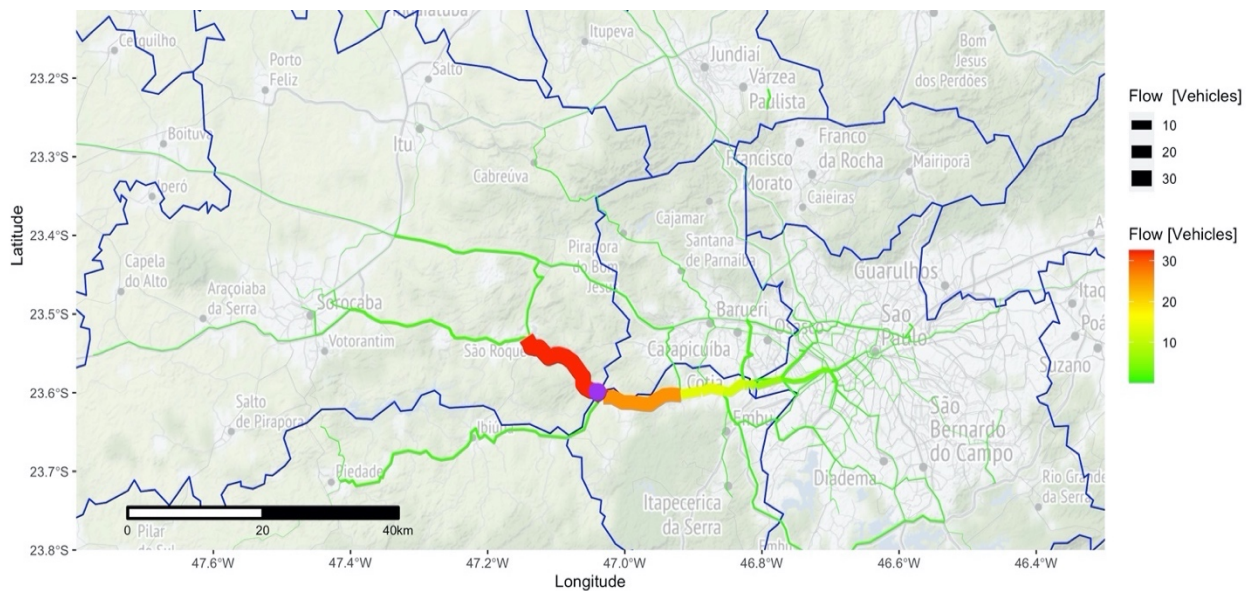 Itupeva
Cerquilho
Jundiaí
Bom
Jesus
dos Perdões
Porto
Feliz
Salto
Várzea
Paulista
23.2°S
Boituva
Itu
Franco
da Rocha
Mairiporã
Francisco
Morato
23.3°S
Cabreúva
Caieiras
Cajamar
23.4°S
Pirapora
do Bom
Jesus
Santana
de Parnaíba
Guarulhos
Capela
do Alto
Araçoiaba
da Serra
Sorocaba
Barueri
Osasco
São
Paulo
23.5°S
Votorantim
São Roque
Carapicuíba
Suzano
Cotia
23.6°S
Salto
de Pirapora
Embu
São
Bernardo
do Campo
23.7°S
Piedade
Diadema
Rio Grande
da Serra
Itapecerica
da Serra
0
20
40km
Pilar
23.8°S
47.6°W
47.4°W
47.2°W
47.0°W
46.8°W
46.6°W
46.4°W
Longitude
Latitude
Flow [Vehicles]
10
20
30
Flow [Vehicles]
30
20
10